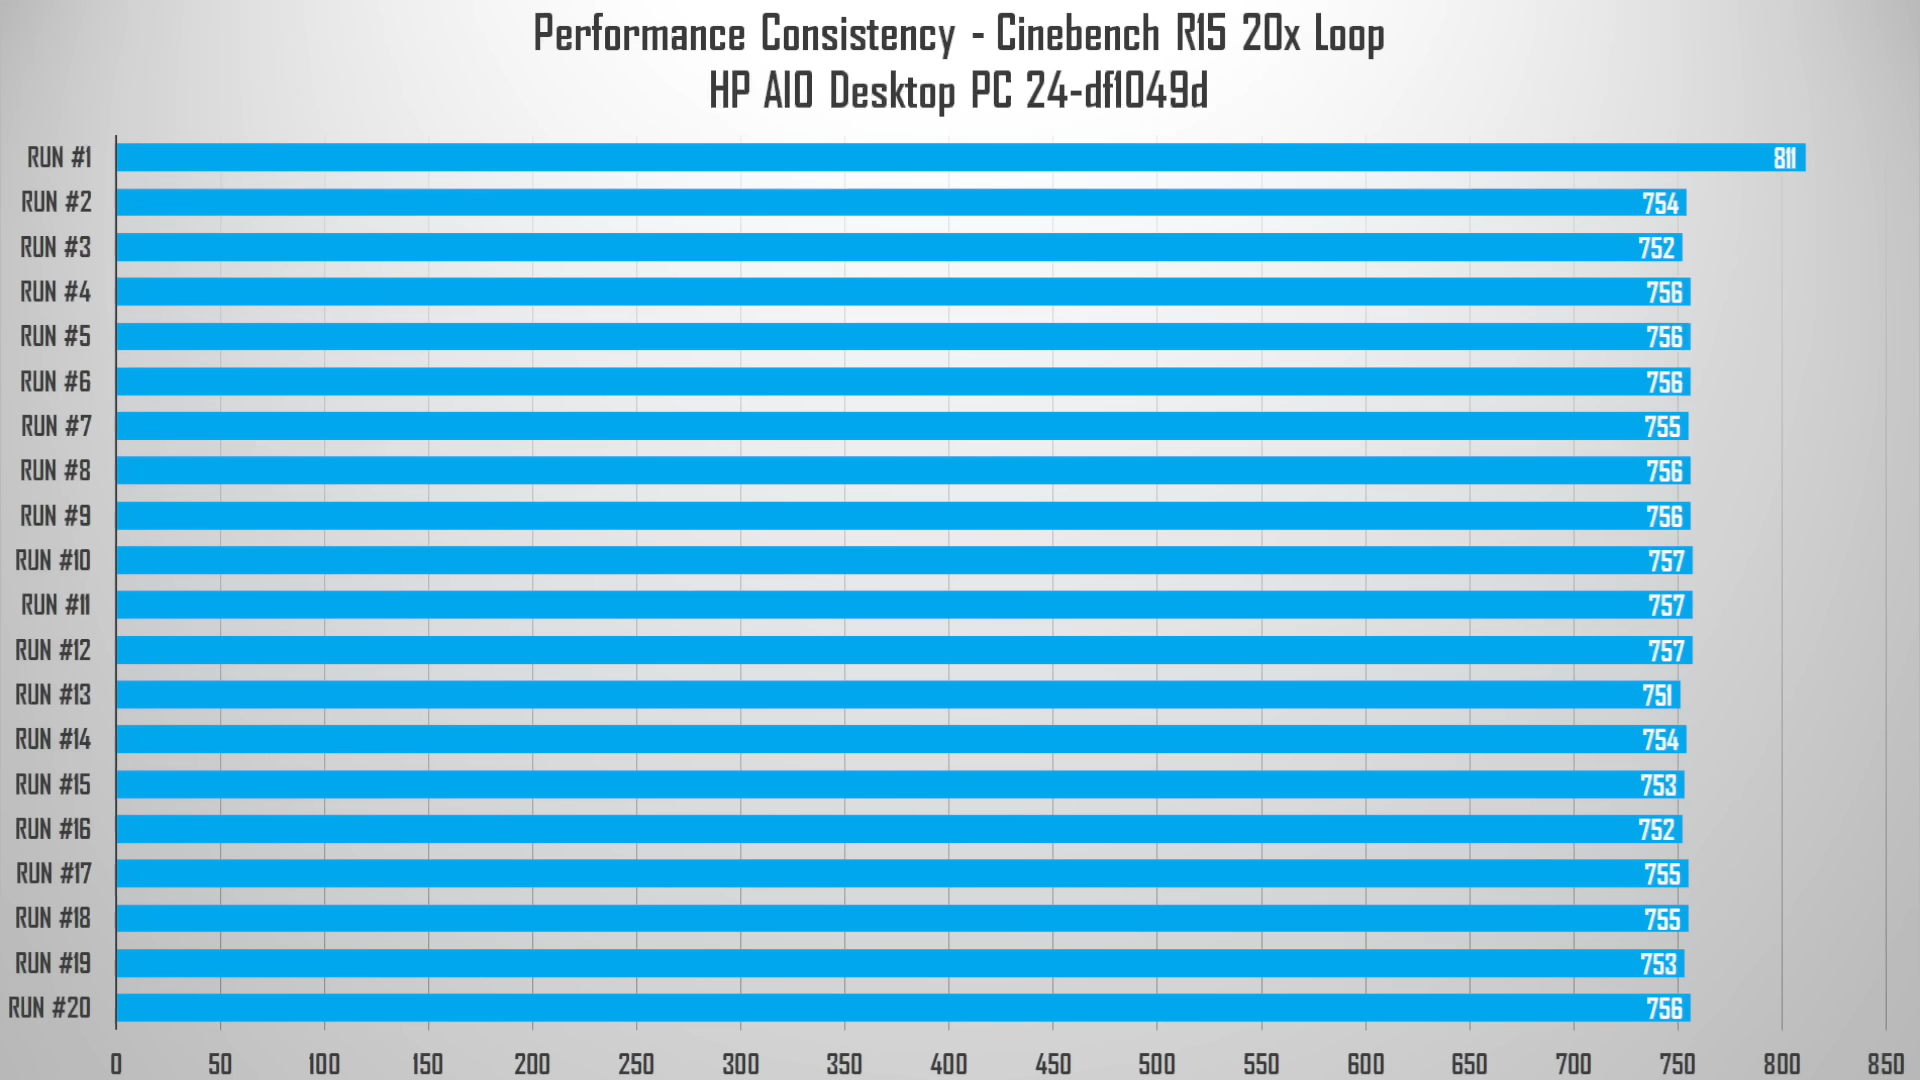 Performance Consistency - Cinebench R15 20x Loop
HP AIO Desktop PC 24-df1049d
RUN #1 811
RUN #2 754
RUN #3 752
RUN #4 756
RUN #5 756
RUN #6 756
RUN #7 755
RUN #8 756
RUN #9 756
RUN #10 757
RUN #11 757
RUN #12 757
RUN #13 751
RUN #14 754
RUN #15 753
RUN #16 752
RUN #17 755
RUN #18 755
RUN #19 753
RUN #20 756
0 50 100 150 200 250 300 350 400 450 500 550 600 650 700 750 800 850